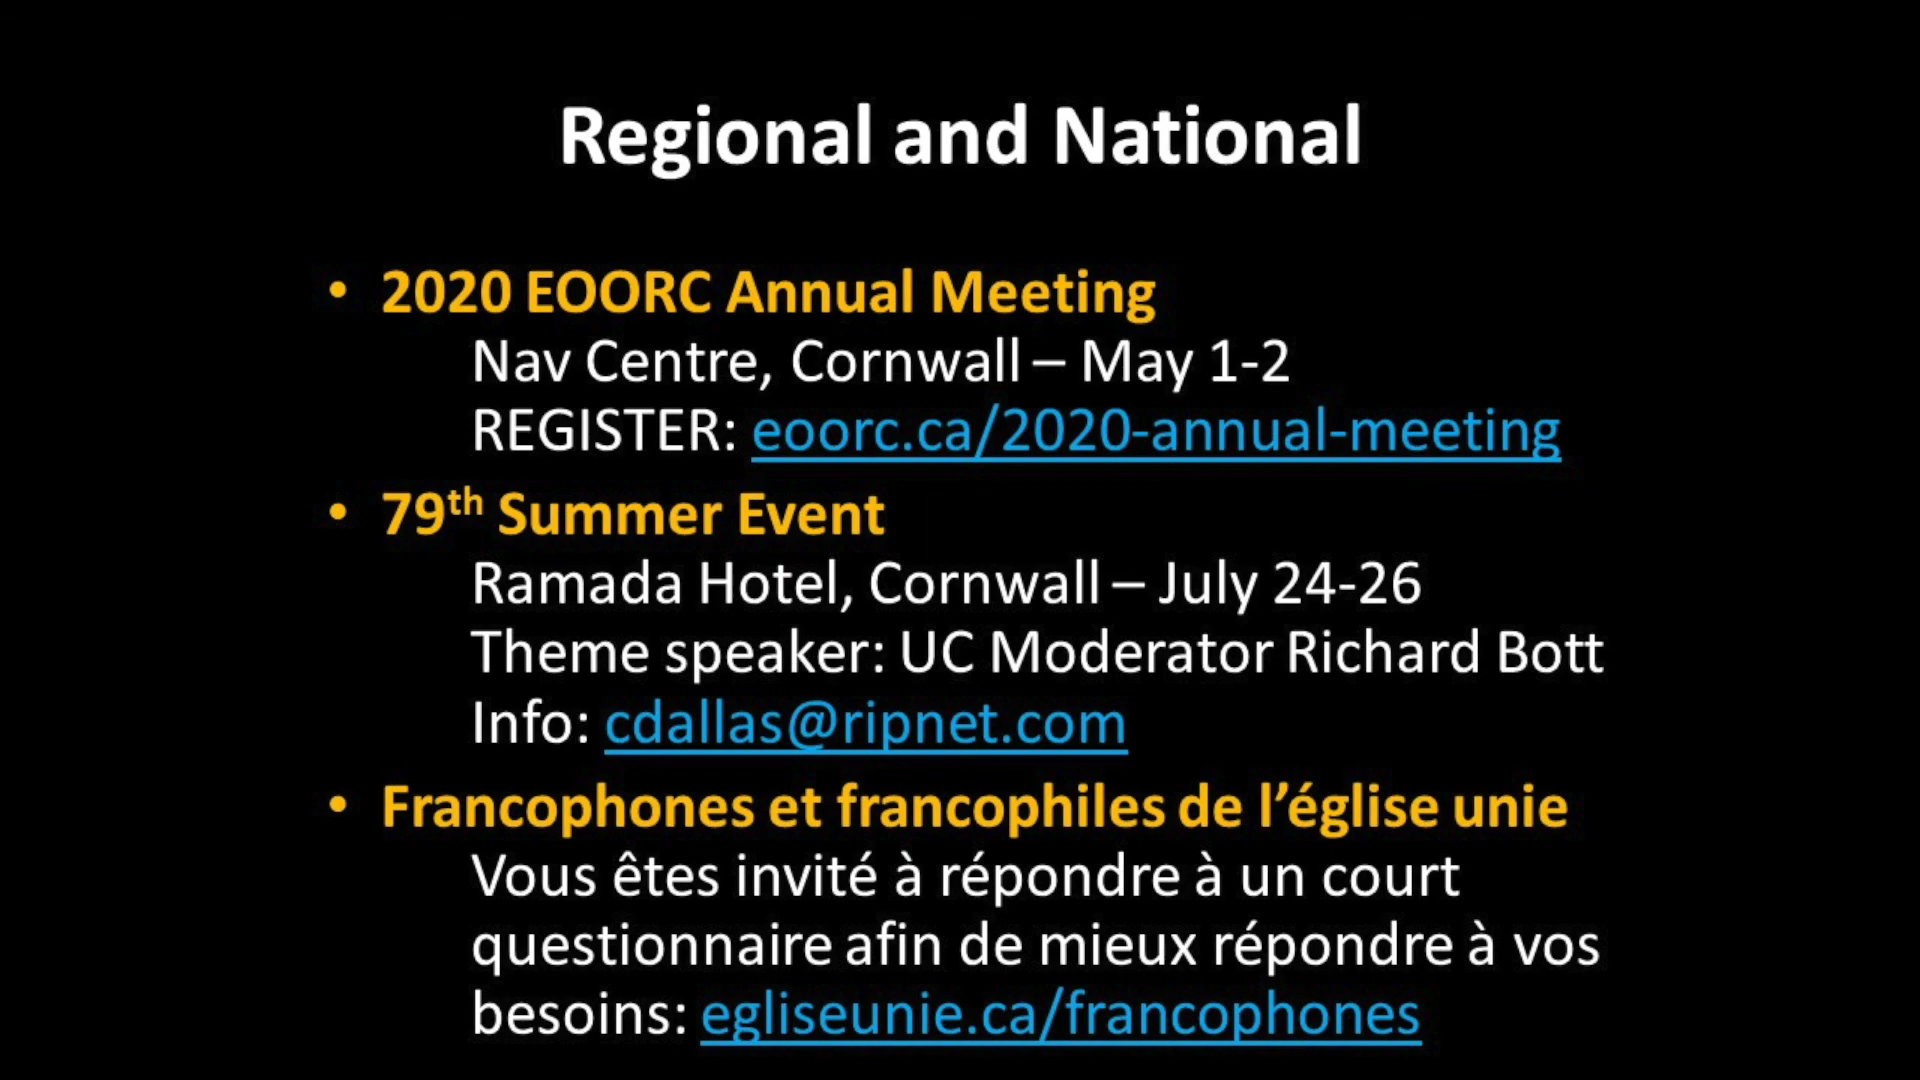 Regional and National
• 2020 EOORC Annual Meeting
Nav Centre, Cornwall – May 1-2
REGISTER: eoorc.ca/2020-annual-meeting
• 79th Summer Event
Ramada Hotel, Cornwall – July 24-26
Theme speaker: UC Moderator Richard Bott
Info: cdallas@ripnet.com
• Francophones et francophiles de l’église unie
Vous êtes invité à répondre à un court
questionnaire afin de mieux répondre à vos
besoins: egliseunie.ca/francophones